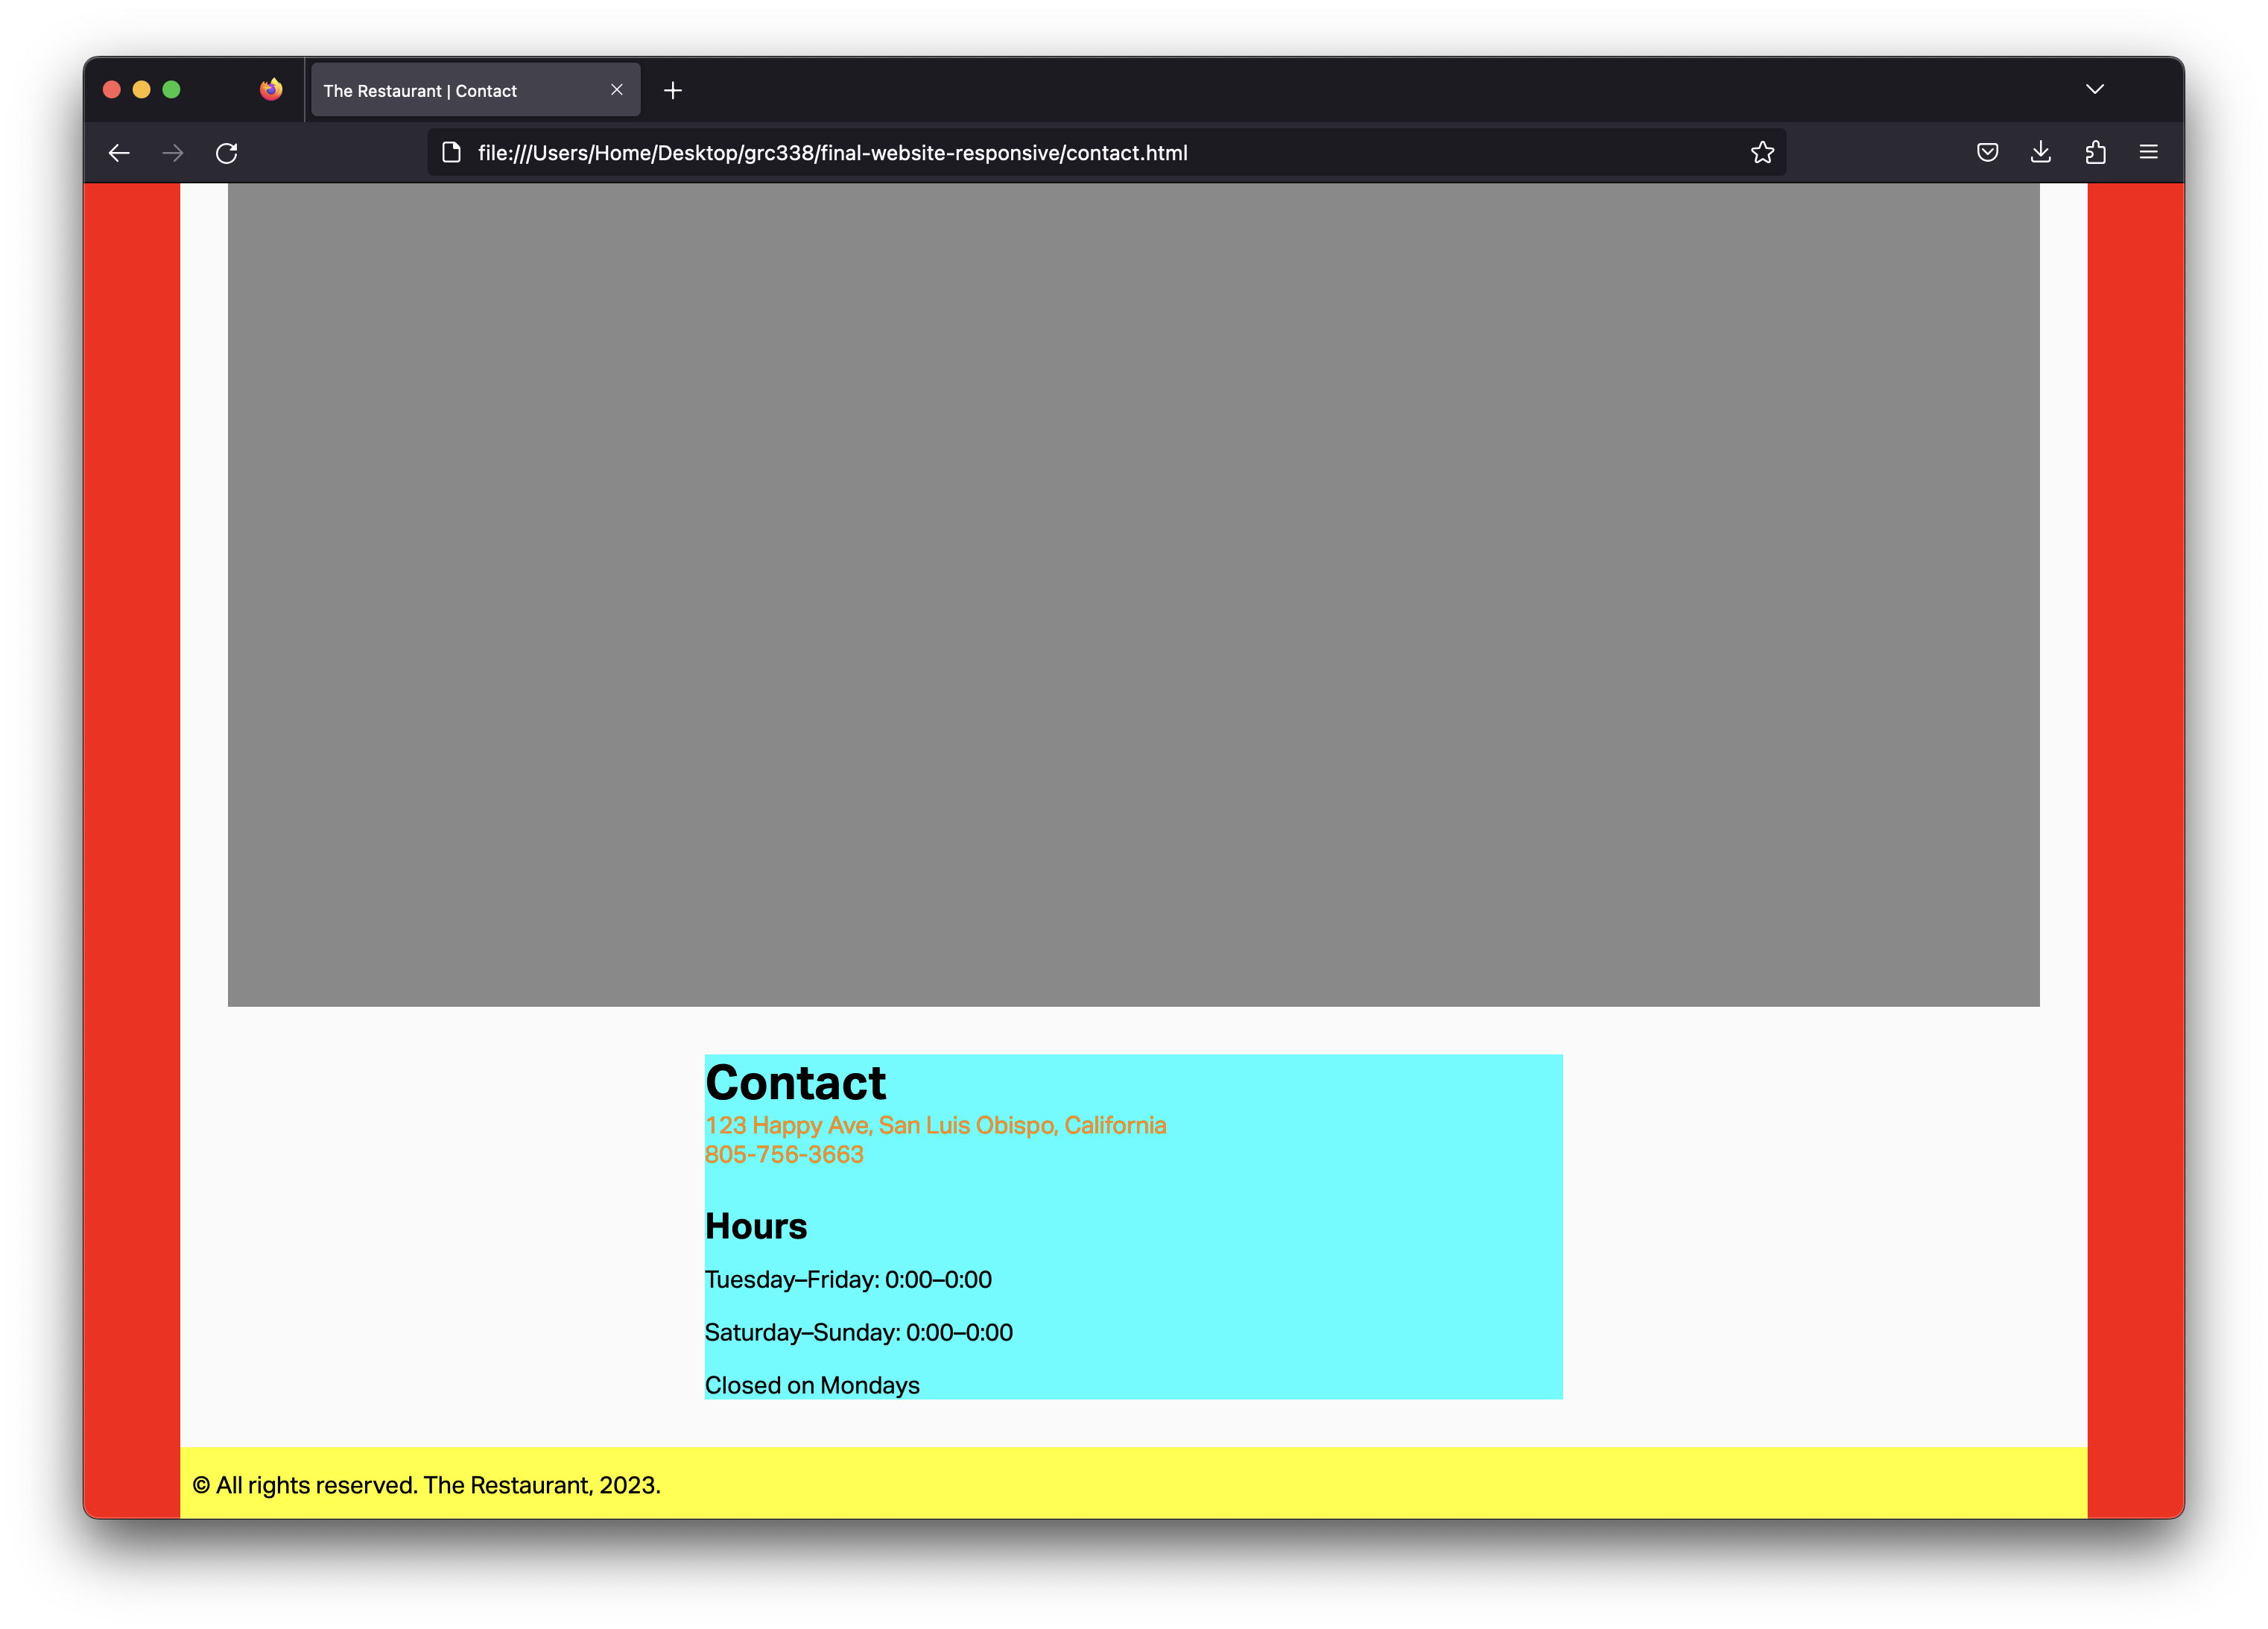 The Restaurant | Contact
file:///Users/Home/Desktop/grc338/final-website-responsive/contact.html
Contact
123 Happy Ave, San Luis Obispo, California
805-756-3663
Hours
Tuesday–Friday: 0:00–0:00
Saturday–Sunday: 0:00–0:00
Closed on Mondays
© All rights reserved. The Restaurant, 2023.